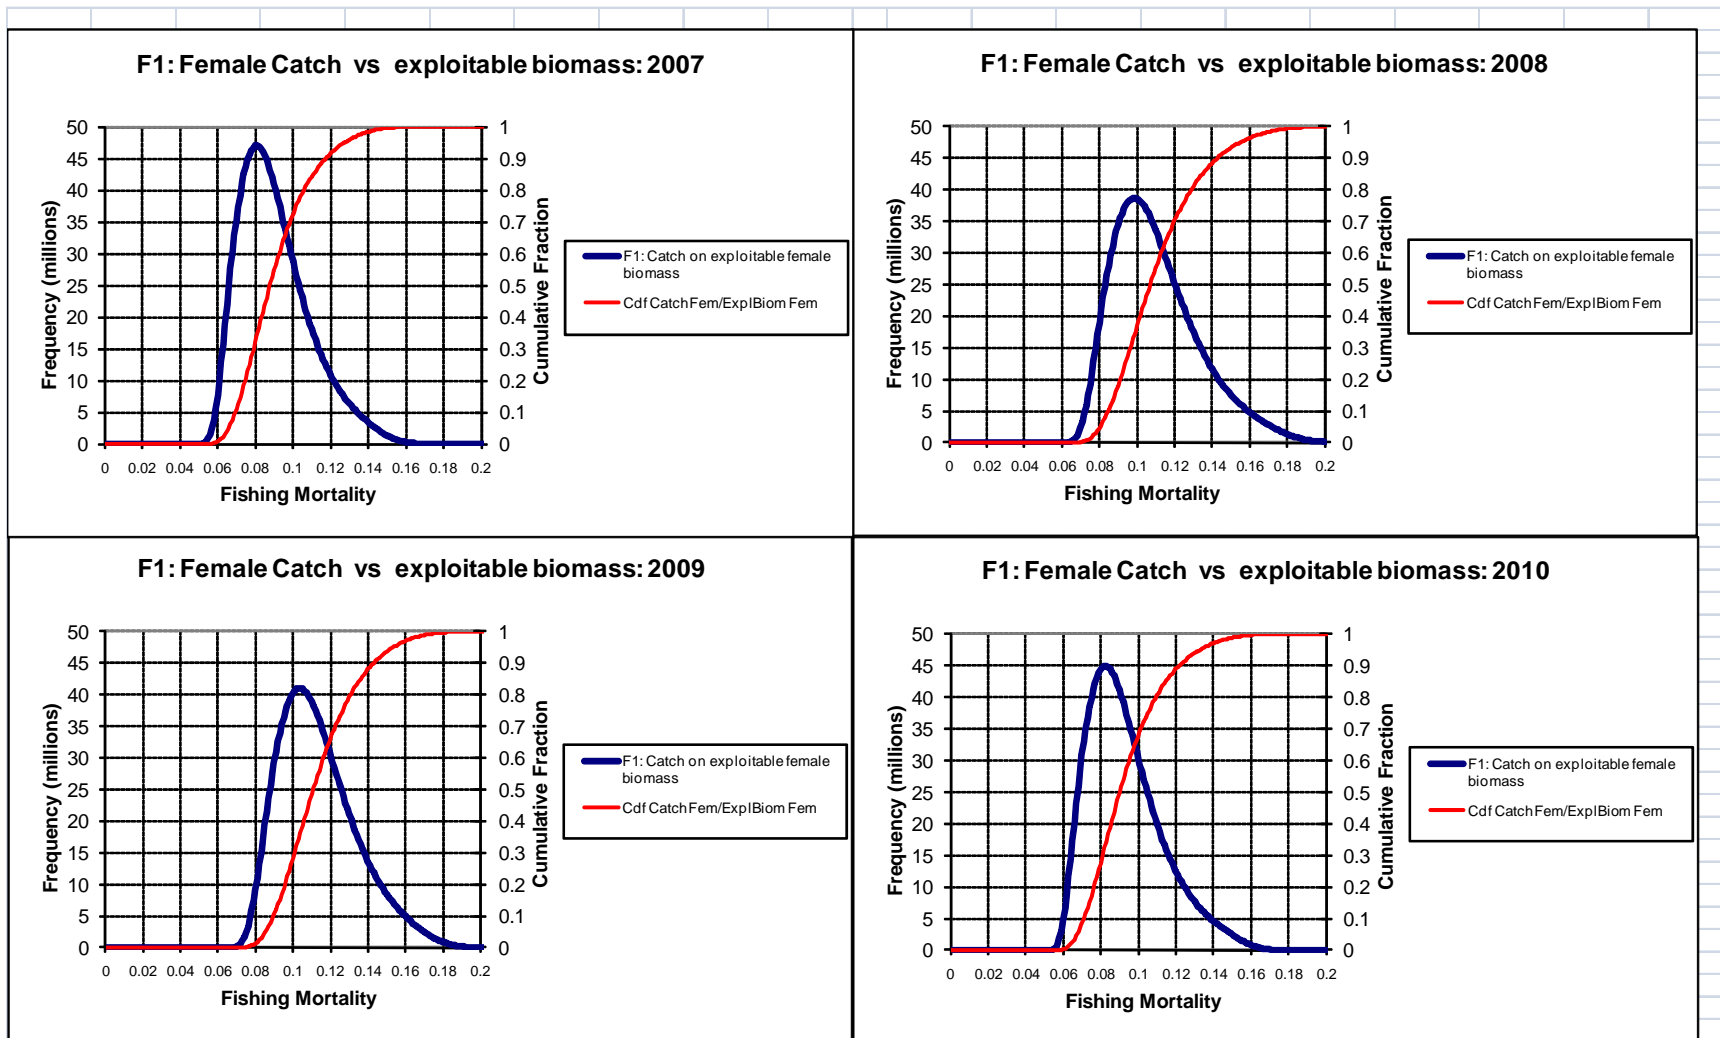 F1: Female Catch vs exploitable biomass: 2007
50
45
40
35
30
25
20
15
10
5
0
Frequency (millions)
0 0.02 0.04 0.06 0.08 0.1 0.12 0.14 0.16 0.18 0.2
Fishing Mortality
1
0.9
0.8
0.7
0.6
0.5
0.4
0.3
0.2
0.1
0
Cumulative Fraction
F1: Catch on exploitable female
biomass
Cdf CatchFem/ExplBiom Fem
F1: Female Catch vs exploitable biomass: 2008
50
45
40
35
30
25
20
15
10
5
0
Frequency (millions)
0 0.02 0.04 0.06 0.08 0.1 0.12 0.14 0.16 0.18 0.2
Fishing Mortality
1
0.9
0.8
0.7
0.6
0.5
0.4
0.3
0.2
0.1
0
Cumulative Fraction
F1: Catch on exploitable female
biomass
Cdf CatchFem/ExplBiom Fem
F1: Female Catch vs exploitable biomass: 2009
50
45
40
35
30
25
20
15
10
5
0
Frequency (millions)
0 0.02 0.04 0.06 0.08 0.1 0.12 0.14 0.16 0.18 0.2
Fishing Mortality
1
0.9
0.8
0.7
0.6
0.5
0.4
0.3
0.2
0.1
0
Cumulative Fraction
F1: Catch on exploitable female
biomass
Cdf CatchFem/ExplBiom Fem
F1: Female Catch vs exploitable biomass: 2010
50
45
40
35
30
25
20
15
10
5
0
Frequency (millions)
0 0.02 0.04 0.06 0.08 0.1 0.12 0.14 0.16 0.18 0.2
Fishing Mortality
1
0.9
0.8
0.7
0.6
0.5
0.4
0.3
0.2
0.1
0
Cumulative Fraction
F1: Catch on exploitable female
biomass
Cdf CatchFem/ExplBiom Fem